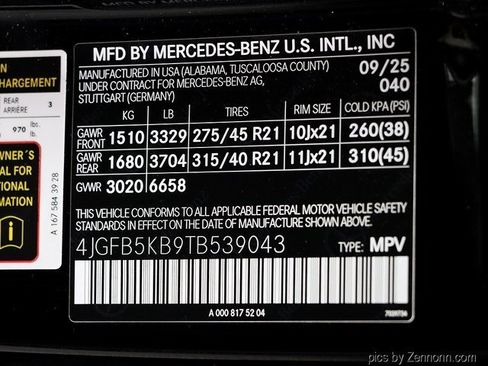 MFD BY MERCEDES-BENZ U.S. INTL., INC
MANUFACTURED IN USA (ALABAMA, TUSCALOOSA COUNTY)
UNDER CONTRACT FOR MERCEDES-BENZ AG,
STUTTGART (GERMANY)
09/25
040
KG LB TIRES RIM SIZE COLD KPA (PSI)
GAWR FRONT 1510 3329 275/45 R21 10Jx21 260(38)
GAWR REAR 1680 3704 315/40 R21 11Jx21 310(45)
GVWR 3020 6658
THIS VEHICLE CONFORMS TO ALL APPLICABLE FEDERAL MOTOR VEHICLE SAFETY
STANDARDS IN EFFECT ON THE DATE OF MANUFACTURE SHOWN ABOVE.
4JGFB5KB9TB539043 TYPE: MPV
A 000 817 52 04
ON
CHARGEMENT
REAR
ARRIÈRE
3
970 lbs.
WNER´S
AL FOR
TIONAL
MATION
A 167 584 39 28
pics by Zennonn.com